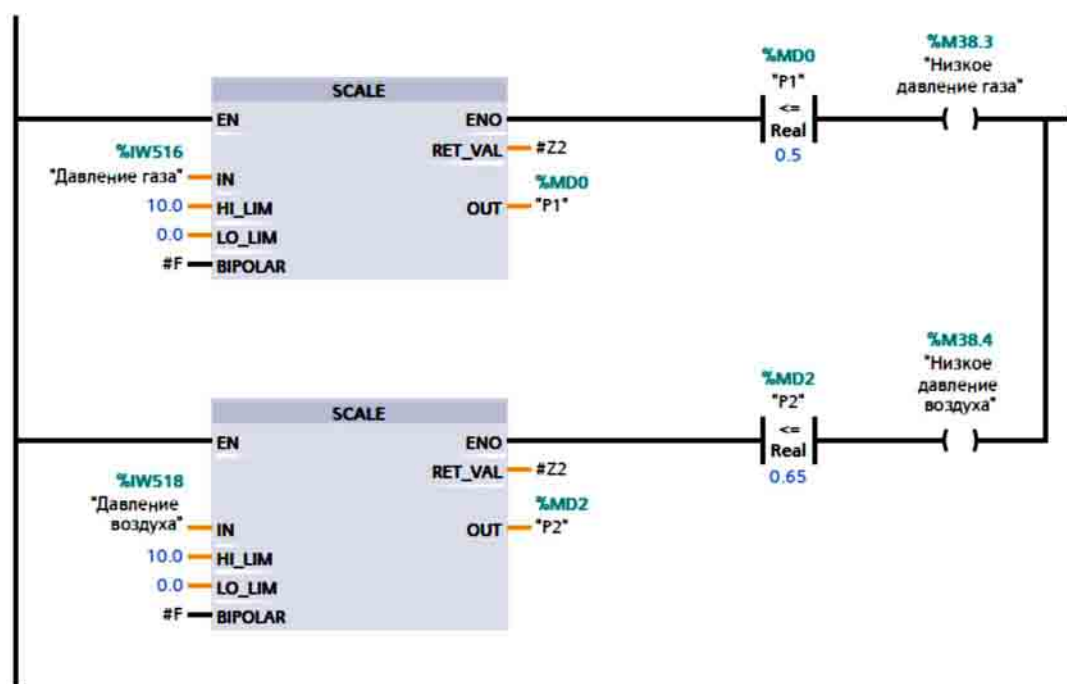 %M38.3
"Низкое
давление газа"
%MD0
"P1"
<=
Real
0.5
SCALE
EN
ENO
RET_VAL
#Z2
%IW516
"Давление газа"
IN
%MD0
OUT
"P1"
10.0
HI_LIM
0.0
LO_LIM
#F
BIPOLAR
%M38.4
"Низкое
давление
воздуха"
%MD2
"P2"
<=
Real
0.65
SCALE
EN
ENO
RET_VAL
#Z2
%IW518
"Давление
воздуха"
IN
%MD2
OUT
"P2"
10.0
HI_LIM
0.0
LO_LIM
#F
BIPOLAR